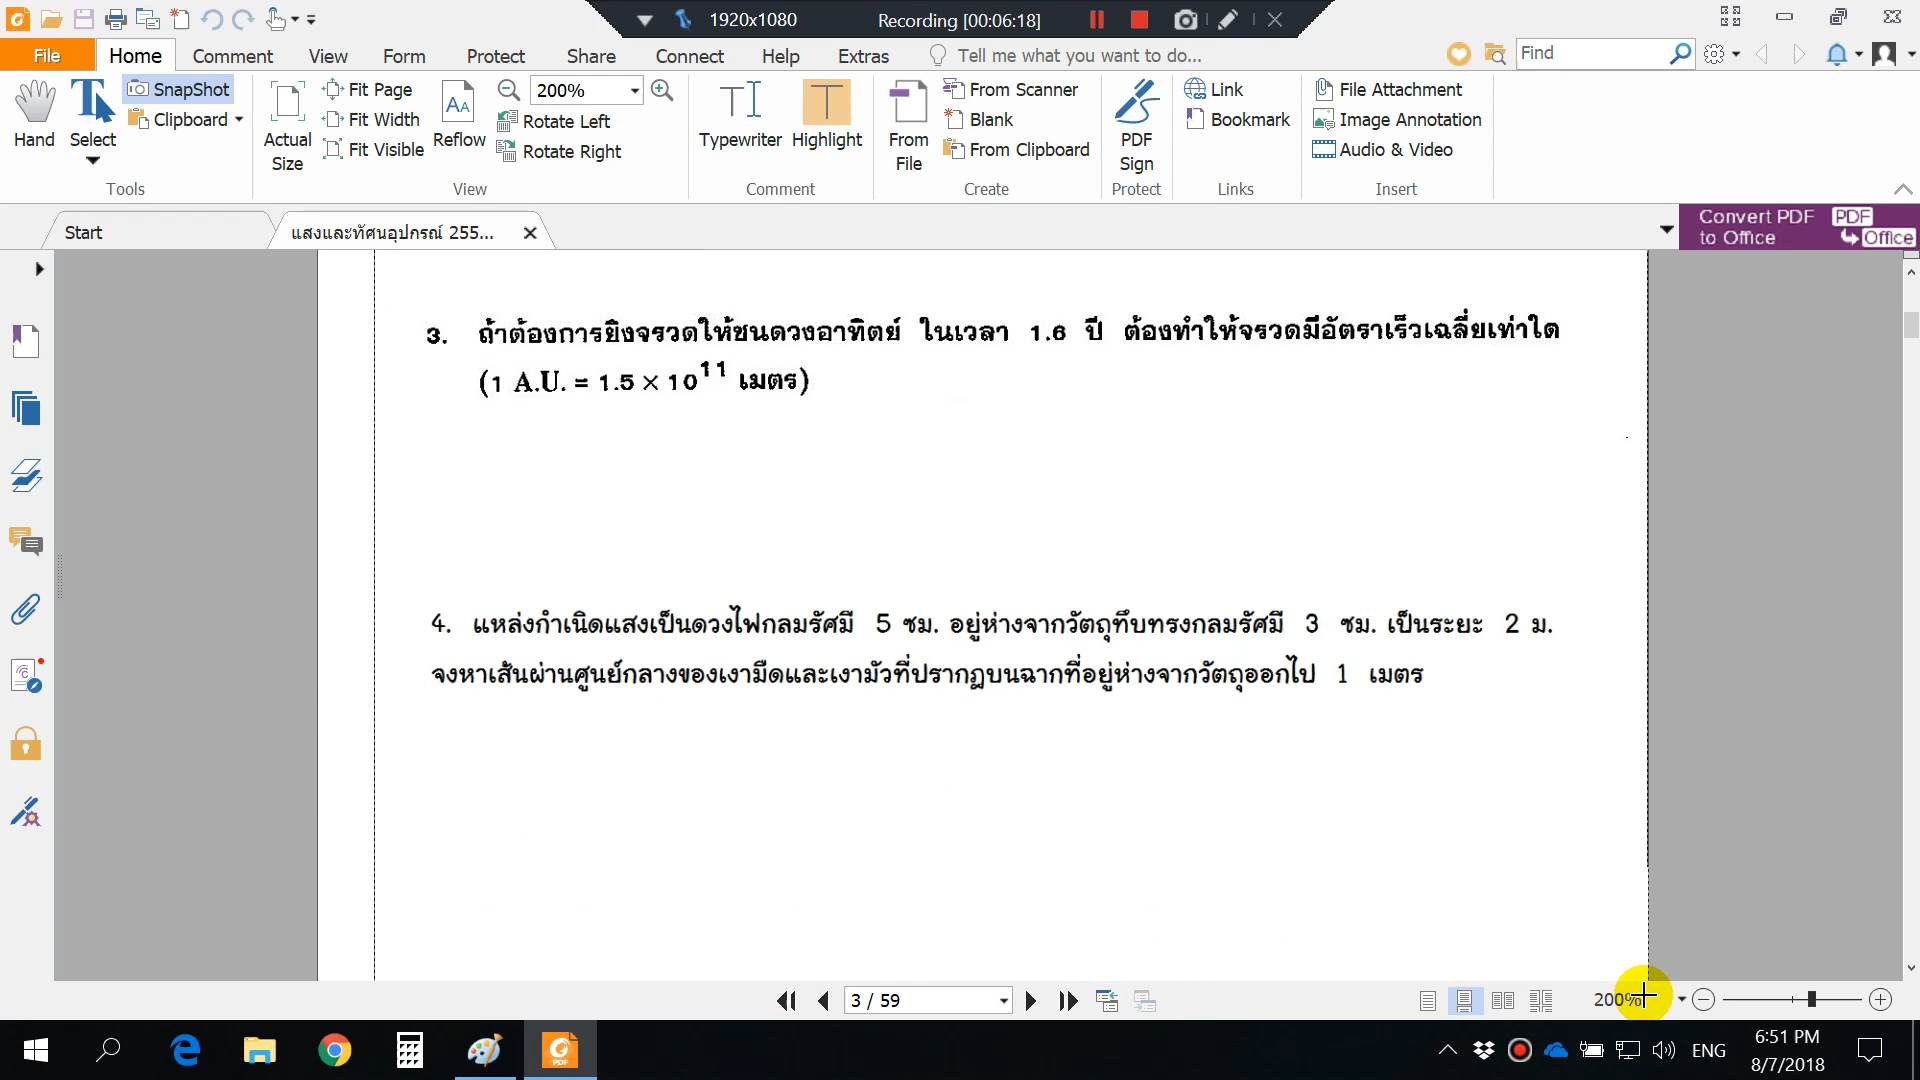 1920x1080
Recording [00:06:18]
File Home Comment View Form Protect Share Connect Help Extras Tell me what you want to do... Find
Hand Select SnapShot Clipboard
Actual Size Fit Page Fit Width Fit Visible Reflow 200% Rotate Left Rotate Right
Typewriter Highlight
From File From Scanner Blank From Clipboard
PDF Sign
Link Bookmark
File Attachment Image Annotation Audio & Video
Tools View Comment Create Protect Links Insert
Start แสงและทัศนอุปกรณ์ 255...
Convert PDF to Office PDF Office
3. ถ้าต้องการยิงจรวดให้ชนดวงอาทิตย์ ในเวลา 1.6 ปี ต้องทำให้จรวดมีอัตราเร็วเฉลี่ยเท่าใด
(1 A.U. = 1.5 × 10¹¹ เมตร)
4. แหล่งกำเนิดแสงเป็นดวงไฟกลมรัศมี 5 ซม. อยู่ห่างจากวัตถุทึบทรงกลมรัศมี 3 ซม. เป็นระยะ 2 ม.
จงหาเส้นผ่านศูนย์กลางของเงามืดและเงามัวที่ปรากฎบนฉากที่อยู่ห่างจากวัตถุออกไป 1 เมตร
3 / 59
200%
ENG
6:51 PM
8/7/2018